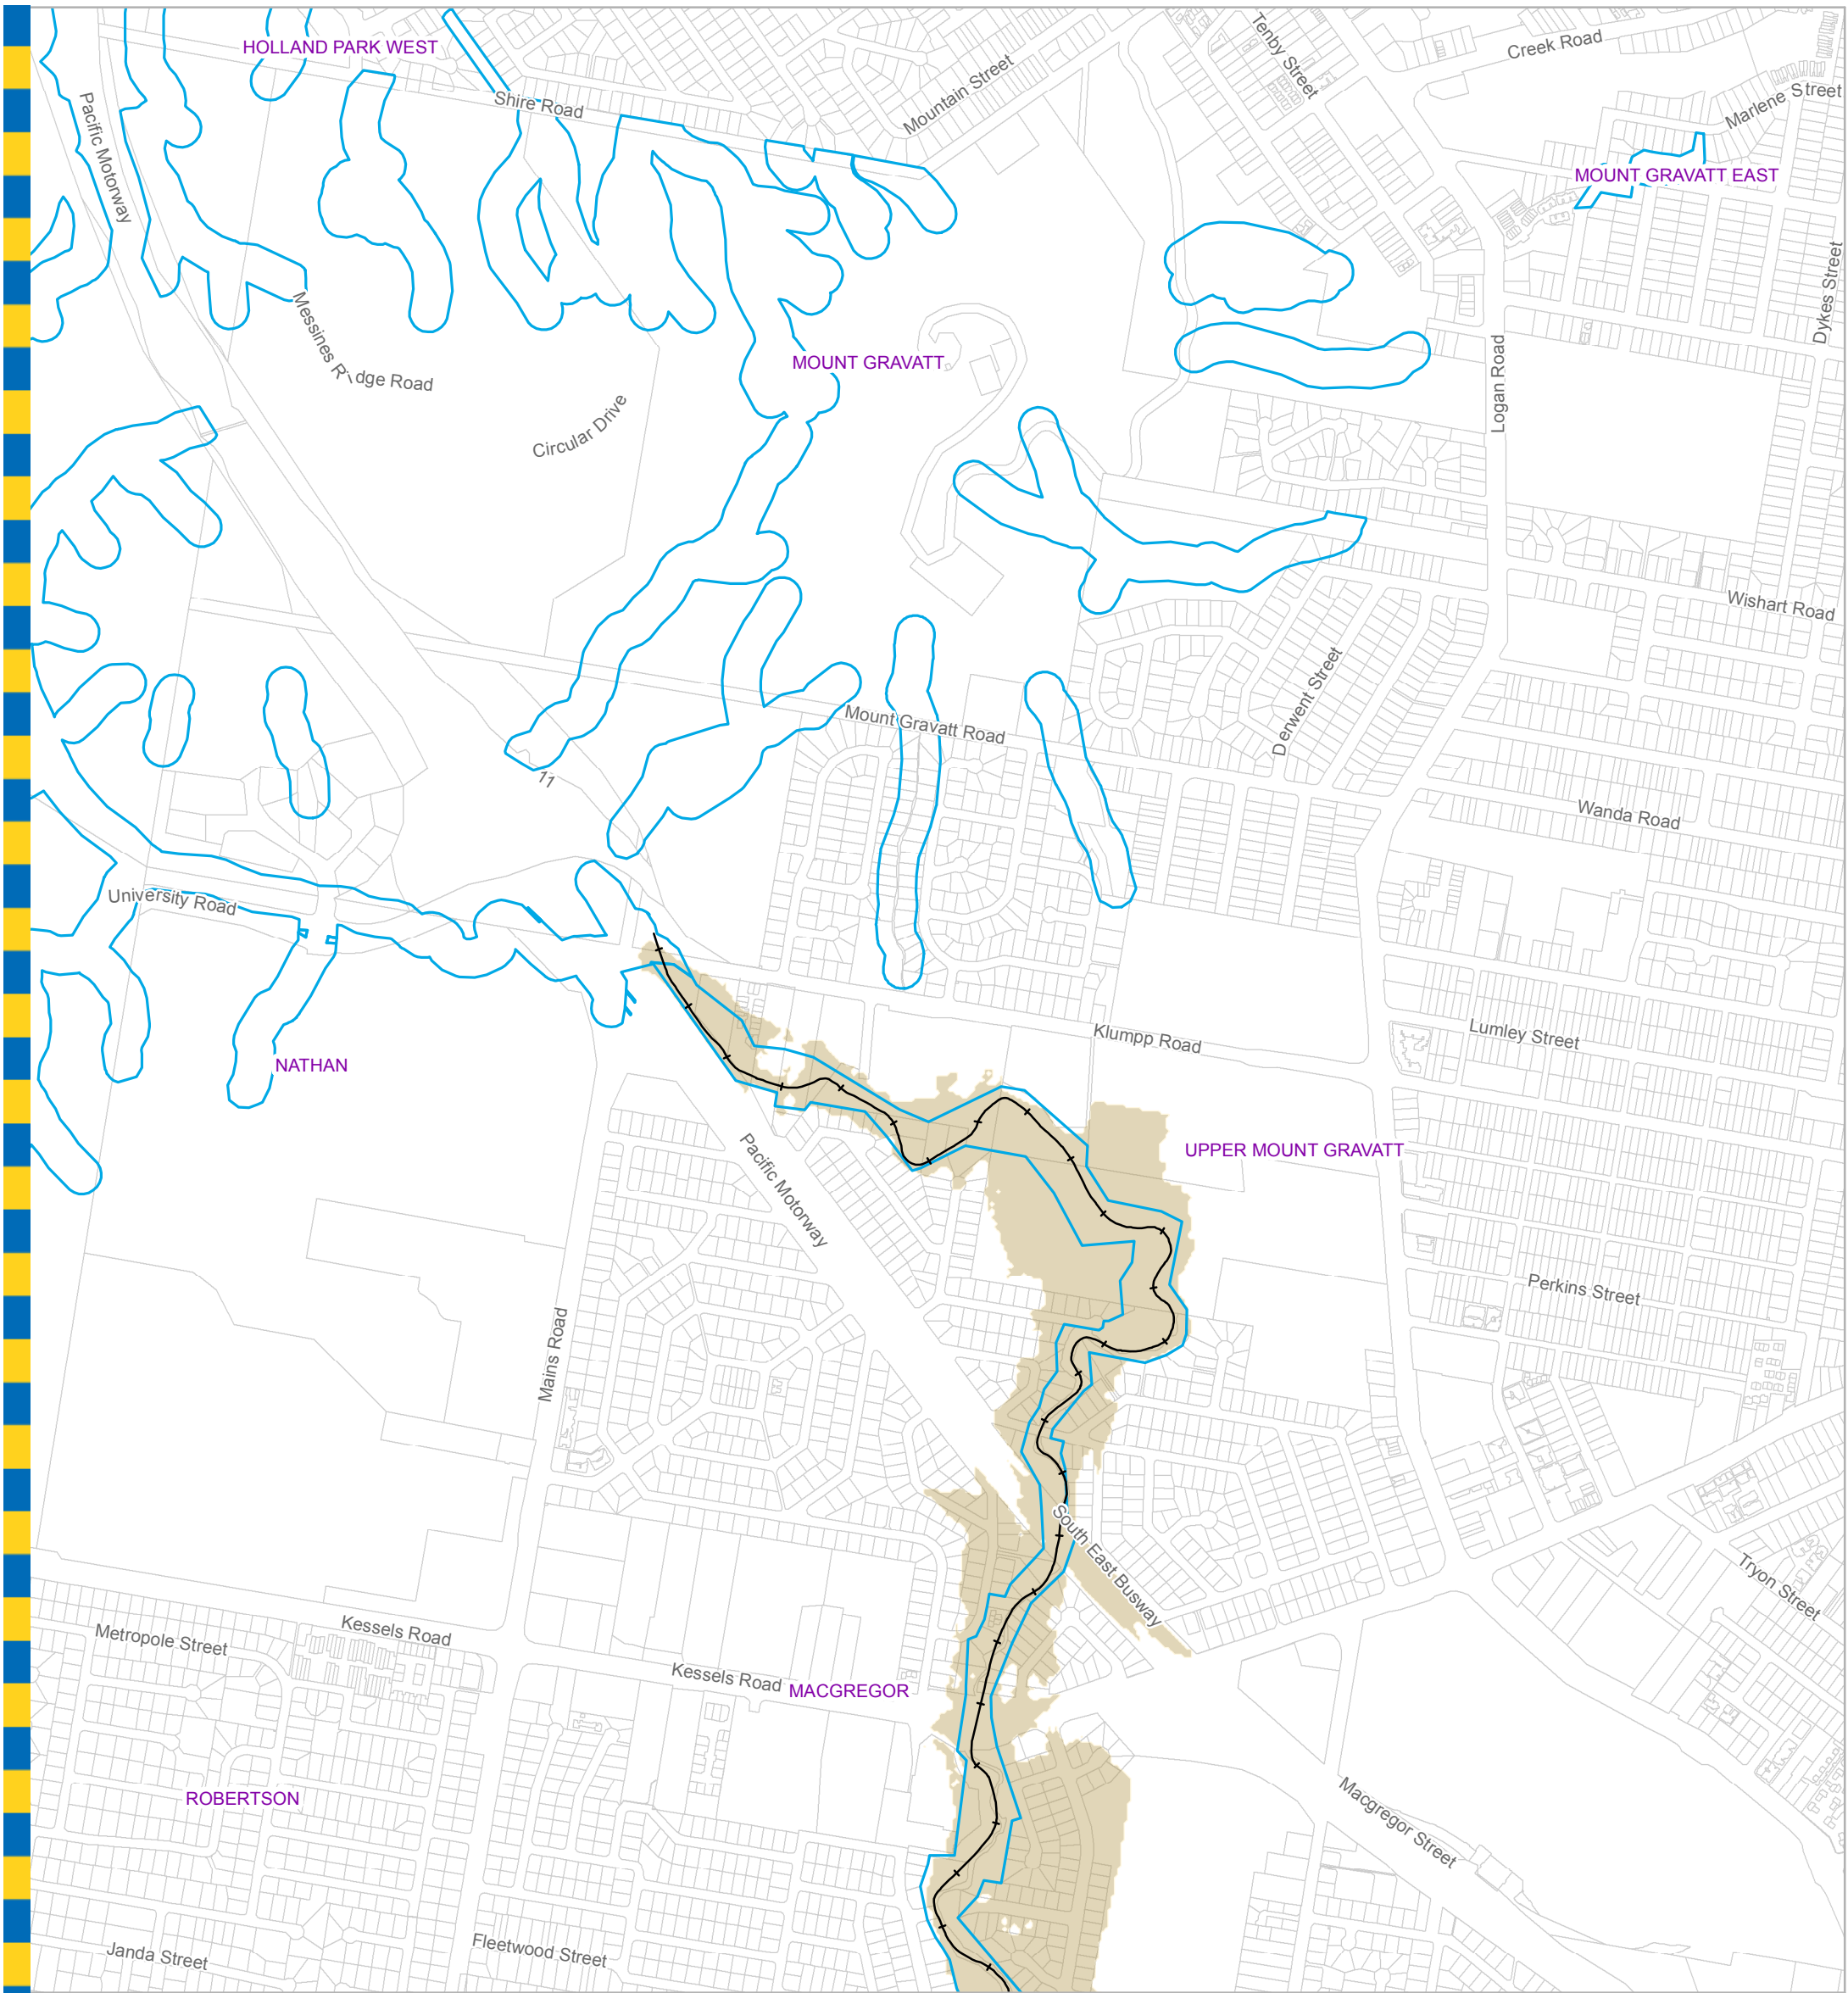 Tenby Street
Creek Road
HOLLAND PARK WEST
Mountain Street
Shire Road
Marlene Street
Pacific Motorway
MOUNT GRAVATT EAST
Dykes Street
Messines Ridge Road
MOUNT GRAVATT
Logan Road
Circular Drive
Wishart Road
Derwent Street
Mount Gravatt Road
11
Wanda Road
University Road
Klumpp Road
Lumley Street
NATHAN
Pacific Motorway
UPPER MOUNT GRAVATT
Perkins Street
Mains Road
South East Busway
Tryon Street
Metropole Street
Kessels Road
Kessels Road
MACGREGOR
ROBERTSON
Macgregor Street
Janda Street
Fleetwood Street